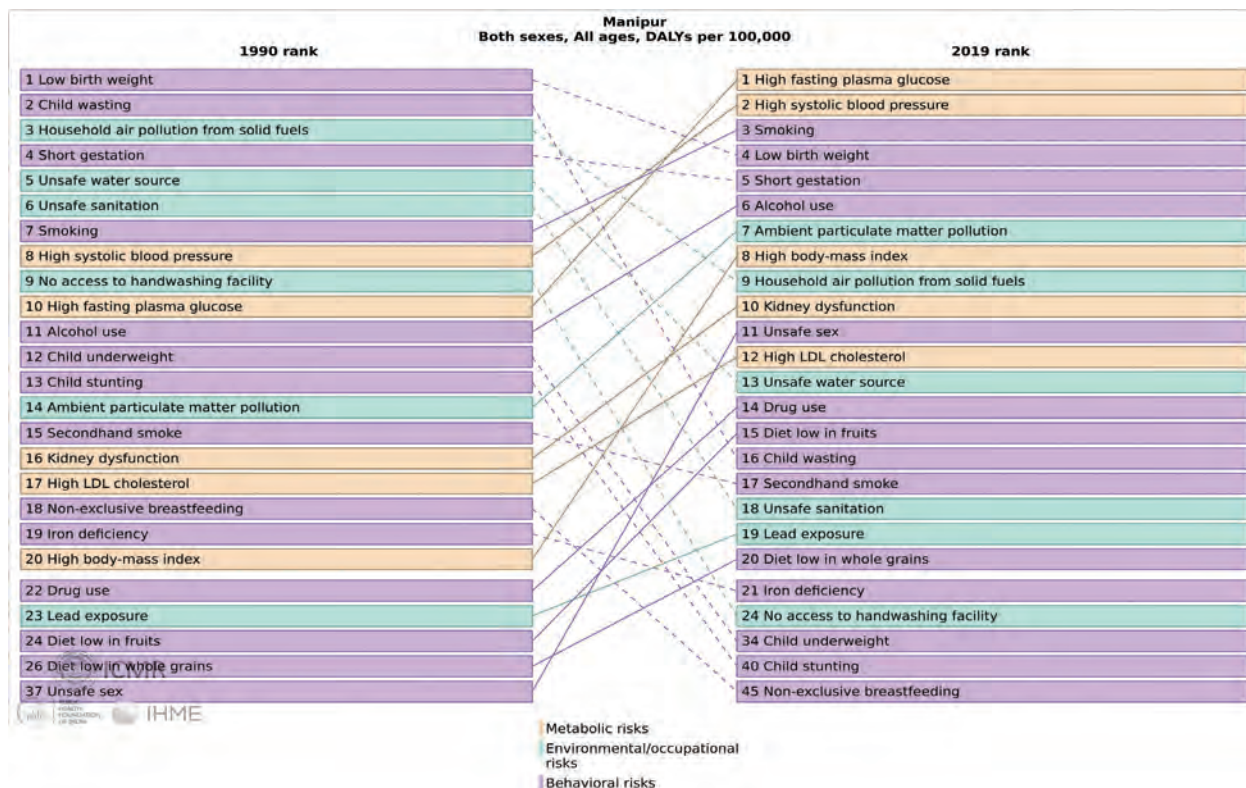 Manipur
Both sexes, All ages, DALYs per 100,000
1990 rank
2019 rank
1 Low birth weight
2 Child wasting
3 Household air pollution from solid fuels
4 Short gestation
5 Unsafe water source
6 Unsafe sanitation
7 Smoking
8 High systolic blood pressure
9 No access to handwashing facility
10 High fasting plasma glucose
11 Alcohol use
12 Child underweight
13 Child stunting
14 Ambient particulate matter pollution
15 Secondhand smoke
16 Kidney dysfunction
17 High LDL cholesterol
18 Non-exclusive breastfeeding
19 Iron deficiency
20 High body-mass index
22 Drug use
23 Lead exposure
24 Diet low in fruits
26 Diet low in whole grains
37 Unsafe sex
1 High fasting plasma glucose
2 High systolic blood pressure
3 Smoking
4 Low birth weight
5 Short gestation
6 Alcohol use
7 Ambient particulate matter pollution
8 High body-mass index
9 Household air pollution from solid fuels
10 Kidney dysfunction
11 Unsafe sex
12 High LDL cholesterol
13 Unsafe water source
14 Drug use
15 Diet low in fruits
16 Child wasting
17 Secondhand smoke
18 Unsafe sanitation
19 Lead exposure
20 Diet low in whole grains
21 Iron deficiency
24 No access to handwashing facility
34 Child underweight
40 Child stunting
45 Non-exclusive breastfeeding
ICMR
PUBLIC
HEALTH
FOUNDATION
OF INDIA
IHME
Metabolic risks
Environmental/occupational
risks
Behavioral risks